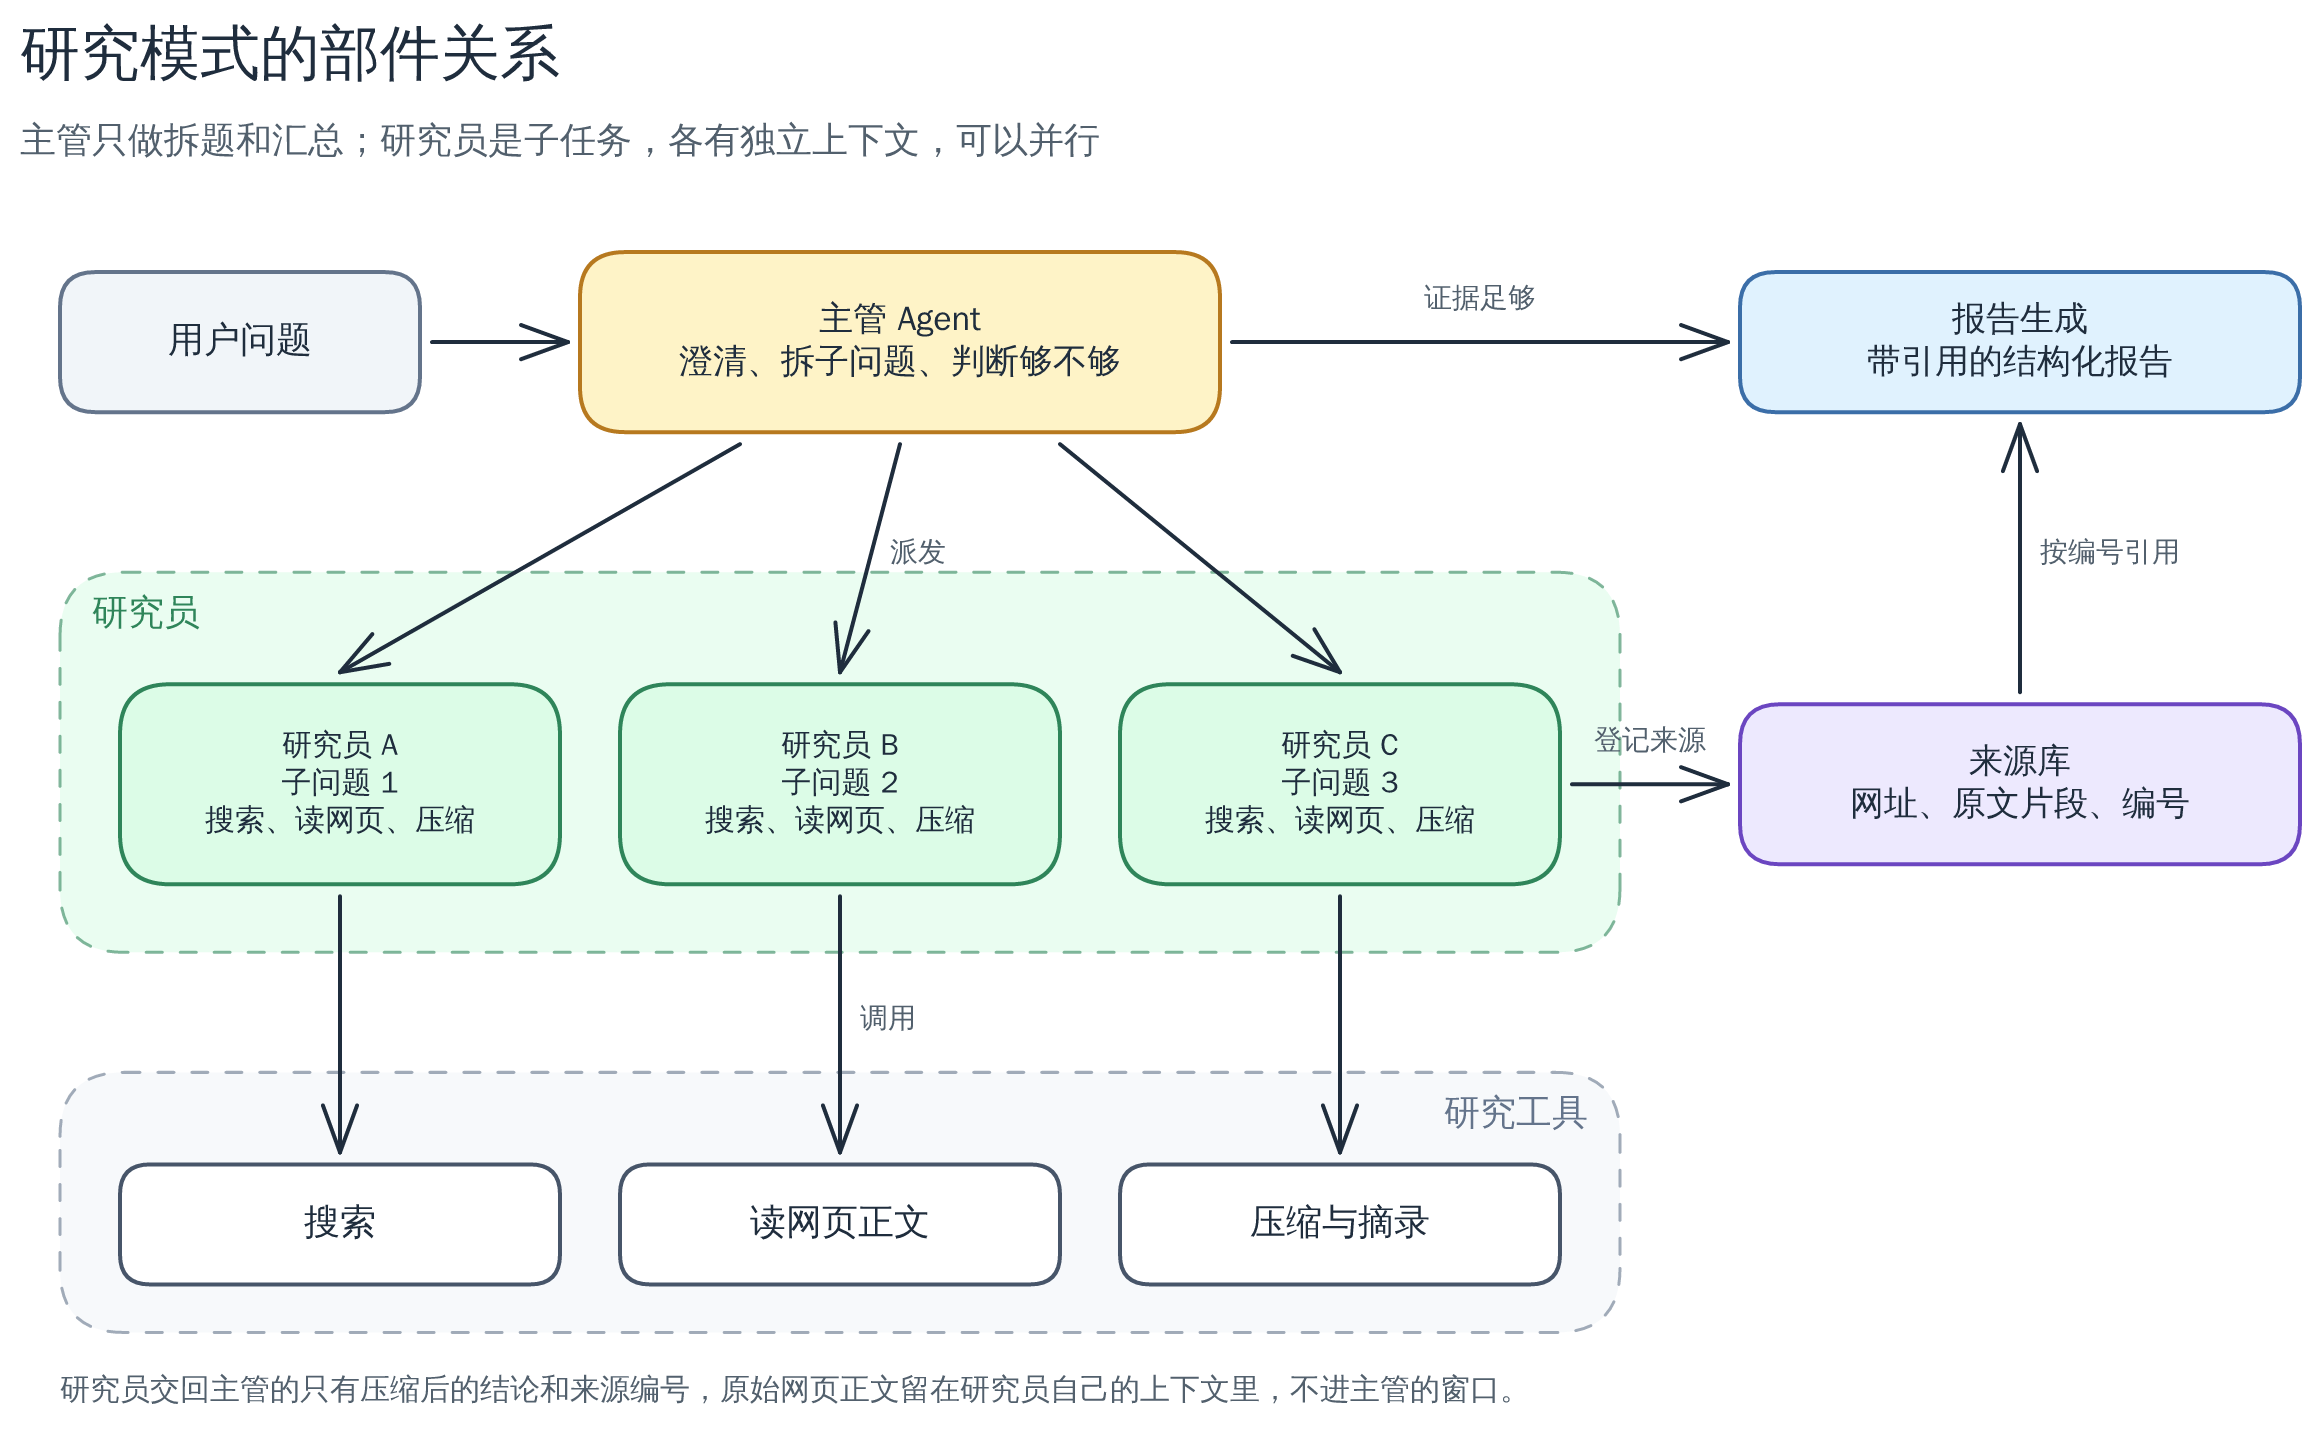 研究模式的部件关系
主管只做拆题和汇总；研究员是子任务，各有独立上下文，可以并行
用户问题
主管 Agent
澄清、拆子问题、判断够不够
证据足够
报告生成
带引用的结构化报告
派发
按编号引用
研究员
研究员 A
子问题 1
搜索、读网页、压缩
研究员 B
子问题 2
搜索、读网页、压缩
研究员 C
子问题 3
搜索、读网页、压缩
登记来源
来源库
网址、原文片段、编号
调用
研究工具
搜索
读网页正文
压缩与摘录
研究员交回主管的只有压缩后的结论和来源编号，原始网页正文留在研究员自己的上下文里，不进主管的窗口。